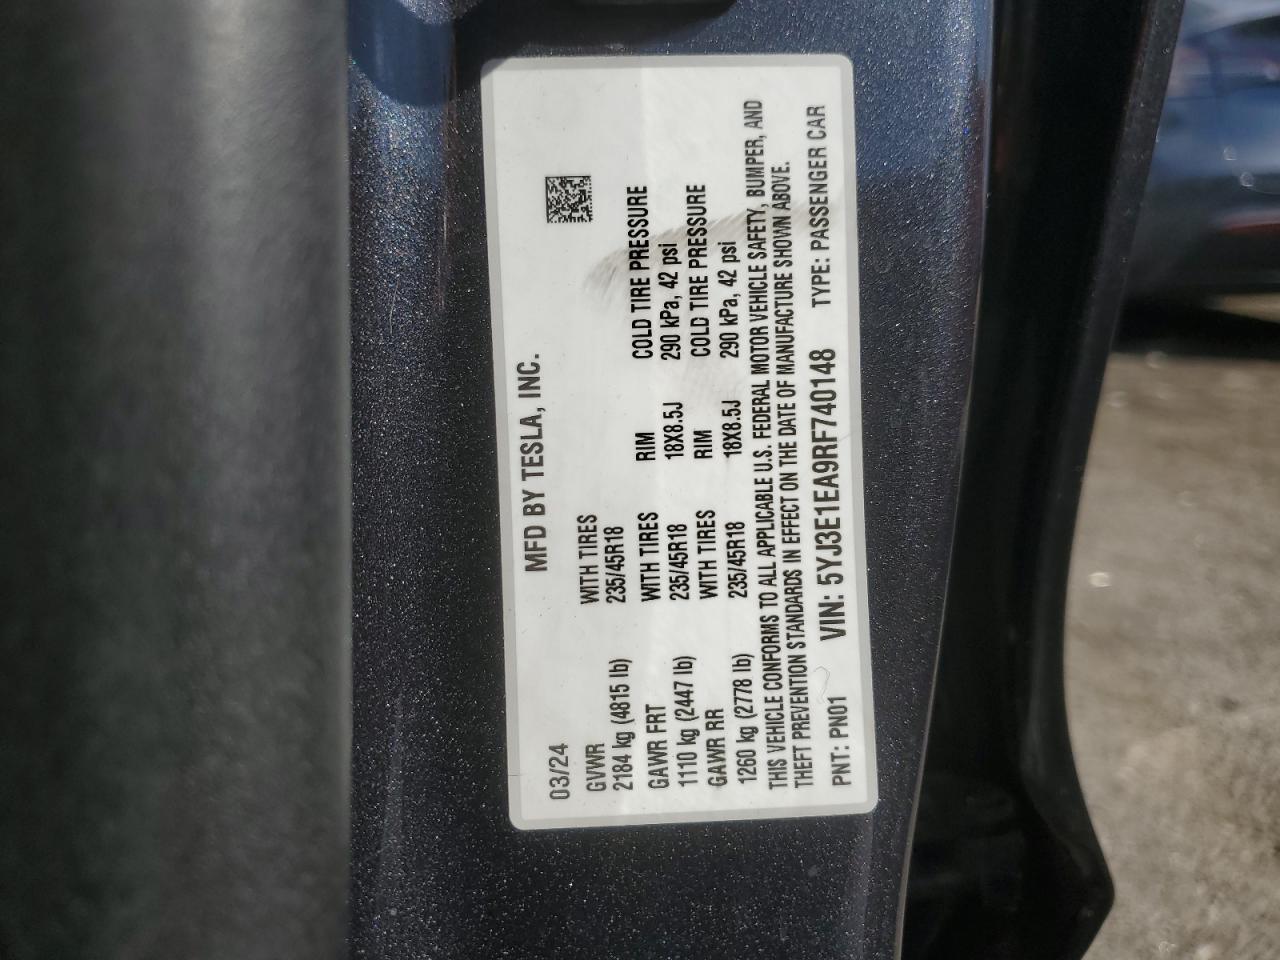 MFD BY TESLA, INC.
03/24
GVWR WITH TIRES
2184 kg (4815 lb) 235/45R18
GAWR FRT WITH TIRES RIM COLD TIRE PRESSURE
1110 kg (2447 lb) 235/45R18 18X8.5J 290 kPa, 42 psi
GAWR RR WITH TIRES RIM COLD TIRE PRESSURE
1260 kg (2778 lb) 235/45R18 18X8.5J 290 kPa, 42 psi
THIS VEHICLE CONFORMS TO ALL APPLICABLE U.S. FEDERAL MOTOR VEHICLE SAFETY, BUMPER, AND
THEFT PREVENTION STANDARDS IN EFFECT ON THE DATE OF MANUFACTURE SHOWN ABOVE.
PNT: PN01 VIN: 5YJ3E1EA9RF740148 TYPE: PASSENGER CAR